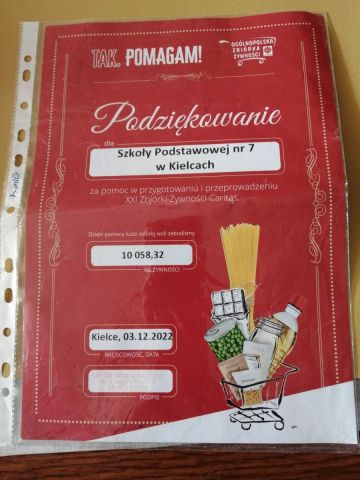 TAK. POMAGAM!
OGÓLNOPOLSKA
ZBIÓRKA
ŻYWNOŚCI
Podziękowanie
dla
Szkoły Podstawowej nr 7
w Kielcach
za pomoc w przygotowaniu i przeprowadzeniu
XXI Zbiórki Żywności Caritas.
Dzięki pomocy ludzi dobrej woli zebraliśmy
10 058,32
KG ŻYWNOŚCI
Kielce, 03.12.2022
MIEJSCOWOŚĆ, DATA
PODPIS